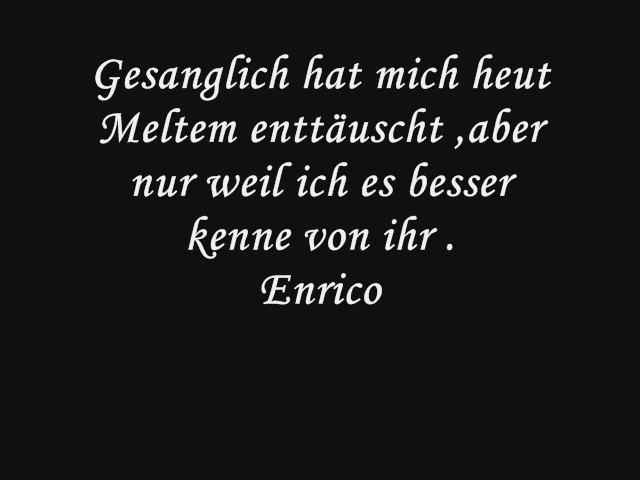 Gesanglich hat mich heut
Meltem enttäuscht ,aber
nur weil ich es besser
kenne von ihr .
Enrico